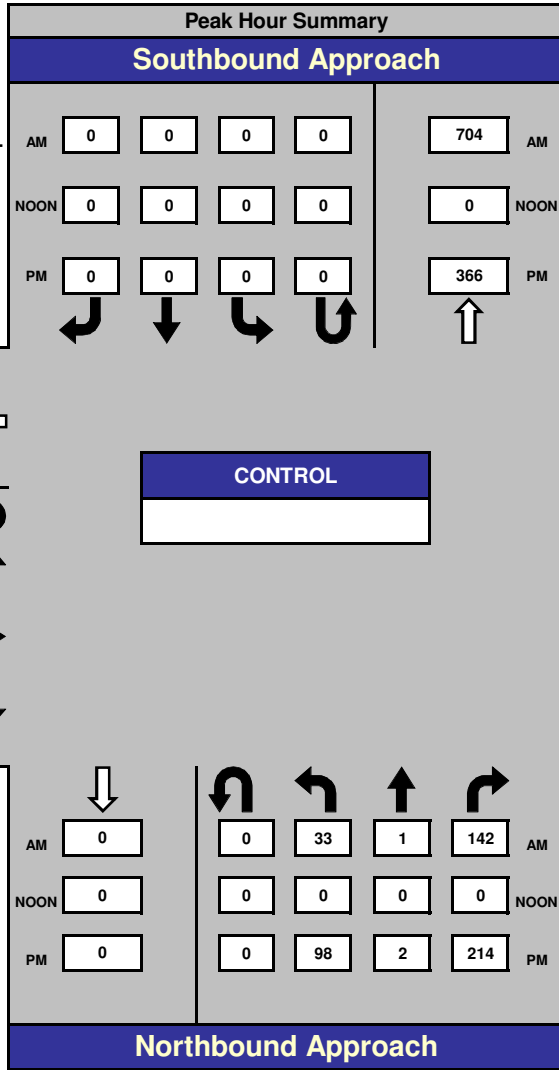 Peak Hour Summary
Southbound Approach
AM 0 0 0 0 704 AM
NOON 0 0 0 0 0 NOON
PM 0 0 0 0 366 PM
CONTROL
AM 0 0 33 1 142 AM
NOON 0 0 0 0 0 NOON
PM 0 0 98 2 214 PM
Northbound Approach